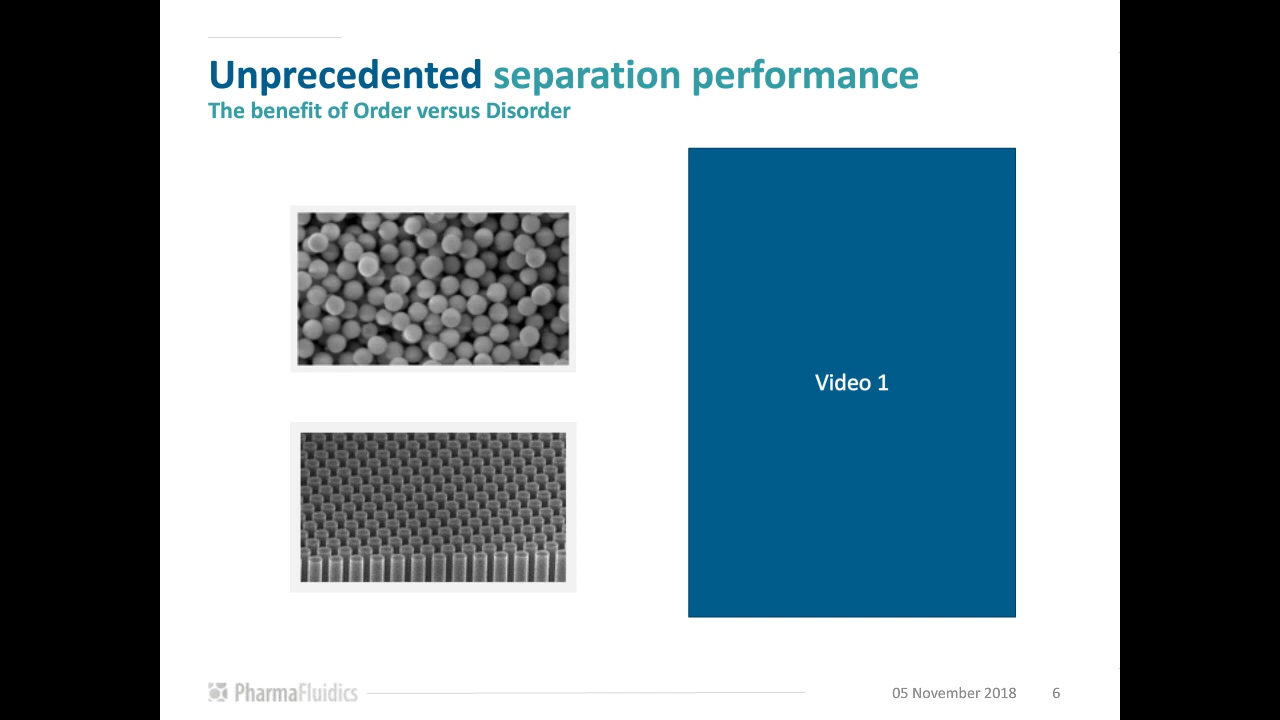 Unprecedented separation performance
The benefit of Order versus Disorder
Video 1
PharmaFluidics
05 November 2018
6